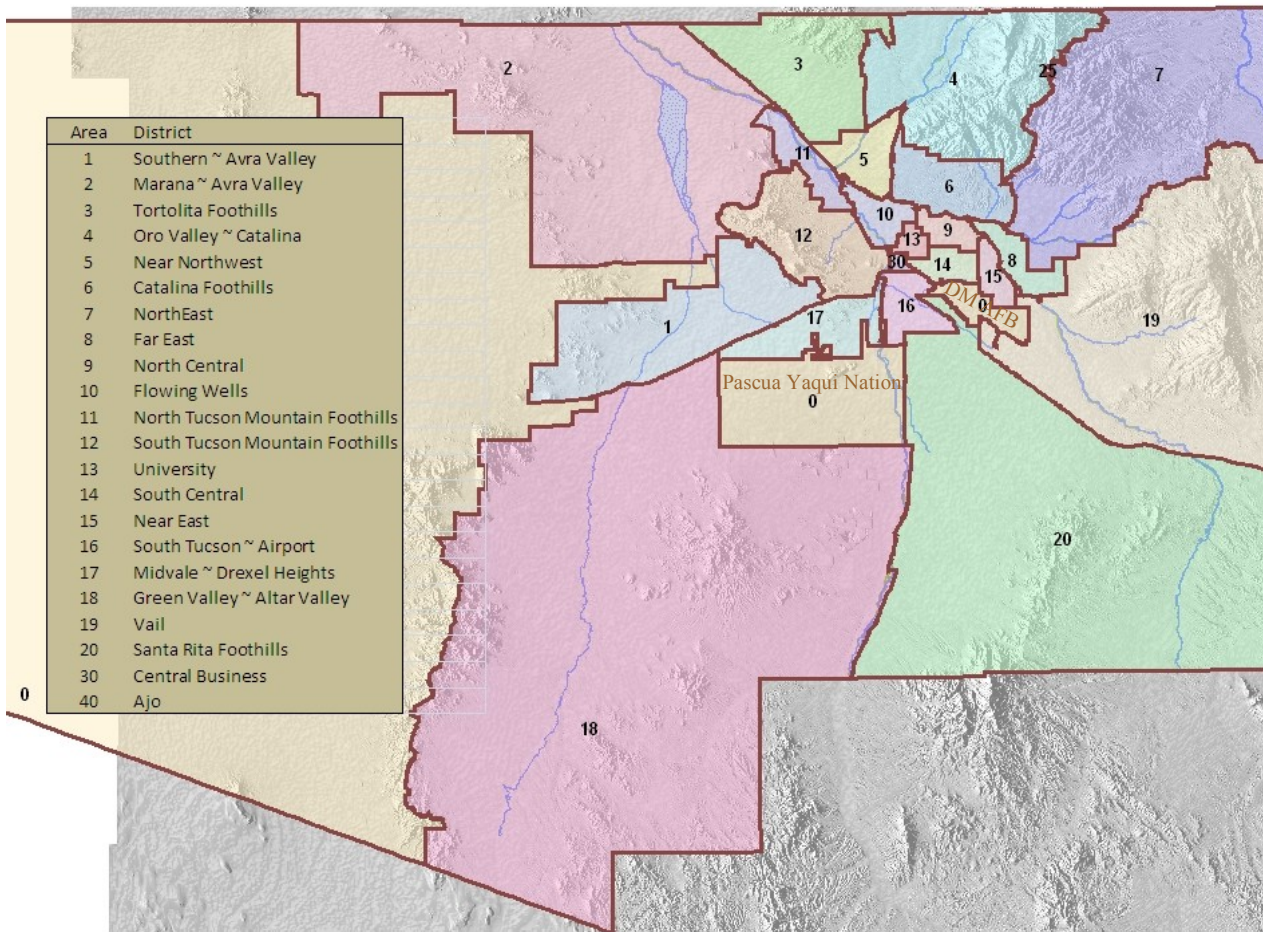 2
3
4
25
7
Area District
1 Southern ~ Avra Valley
2 Marana ~ Avra Valley
3 Tortolita Foothills
4 Oro Valley ~ Catalina
5 Near Northwest
6 Catalina Foothills
7 NorthEast
8 Far East
9 North Central
10 Flowing Wells
11 North Tucson Mountain Foothills
12 South Tucson Mountain Foothills
13 University
14 South Central
15 Near East
16 South Tucson ~ Airport
17 Midvale ~ Drexel Heights
18 Green Valley ~ Altar Valley
19 Vail
20 Santa Rita Foothills
30 Central Business
40 Ajo
11
5
6
10
12
13
9
8
30
14
15
DM AFB
0
16
17
1
19
Pascua Yaqui Nation
0
20
0
18